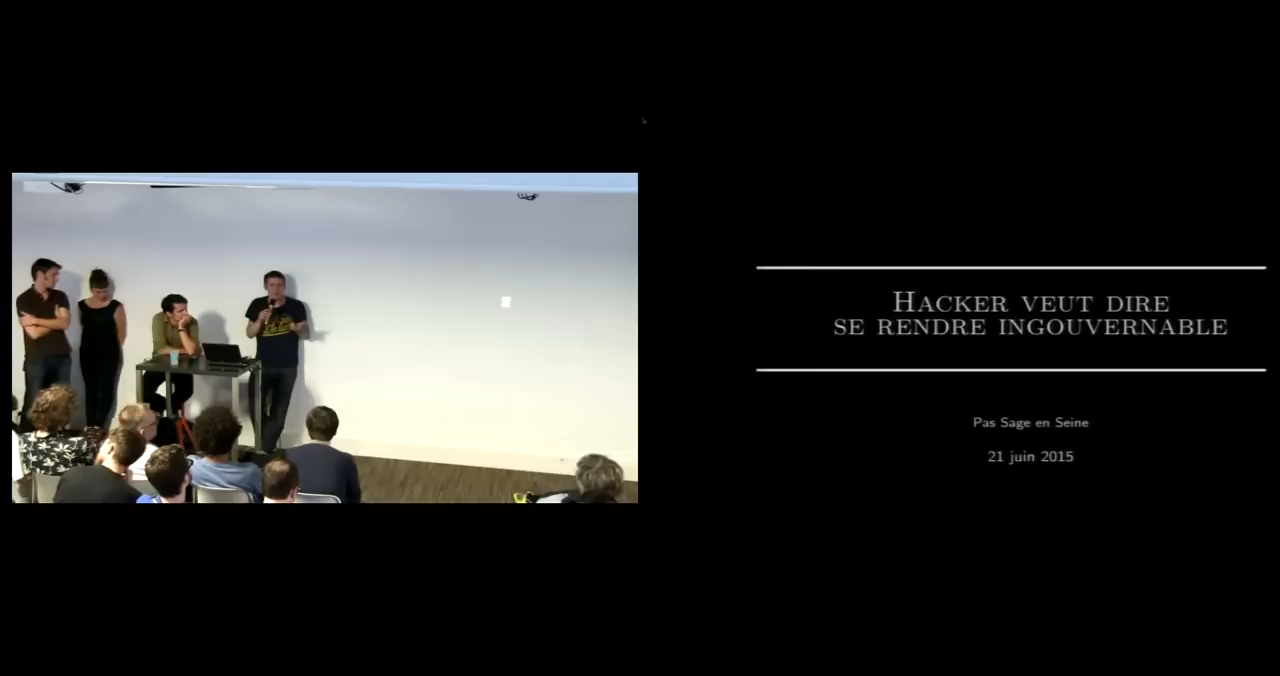 HACKER VEUT DIRE
SE RENDRE INGOUVERNABLE
Pas Sage en Seine
21 juin 2015